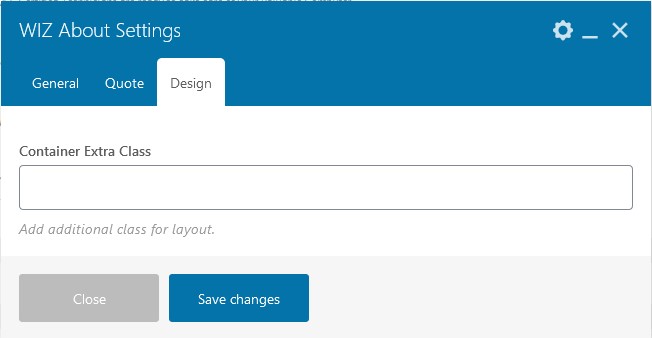 WIZ About Settings
General Quote Design
Container Extra Class
Add additional class for layout.
Close Save changes